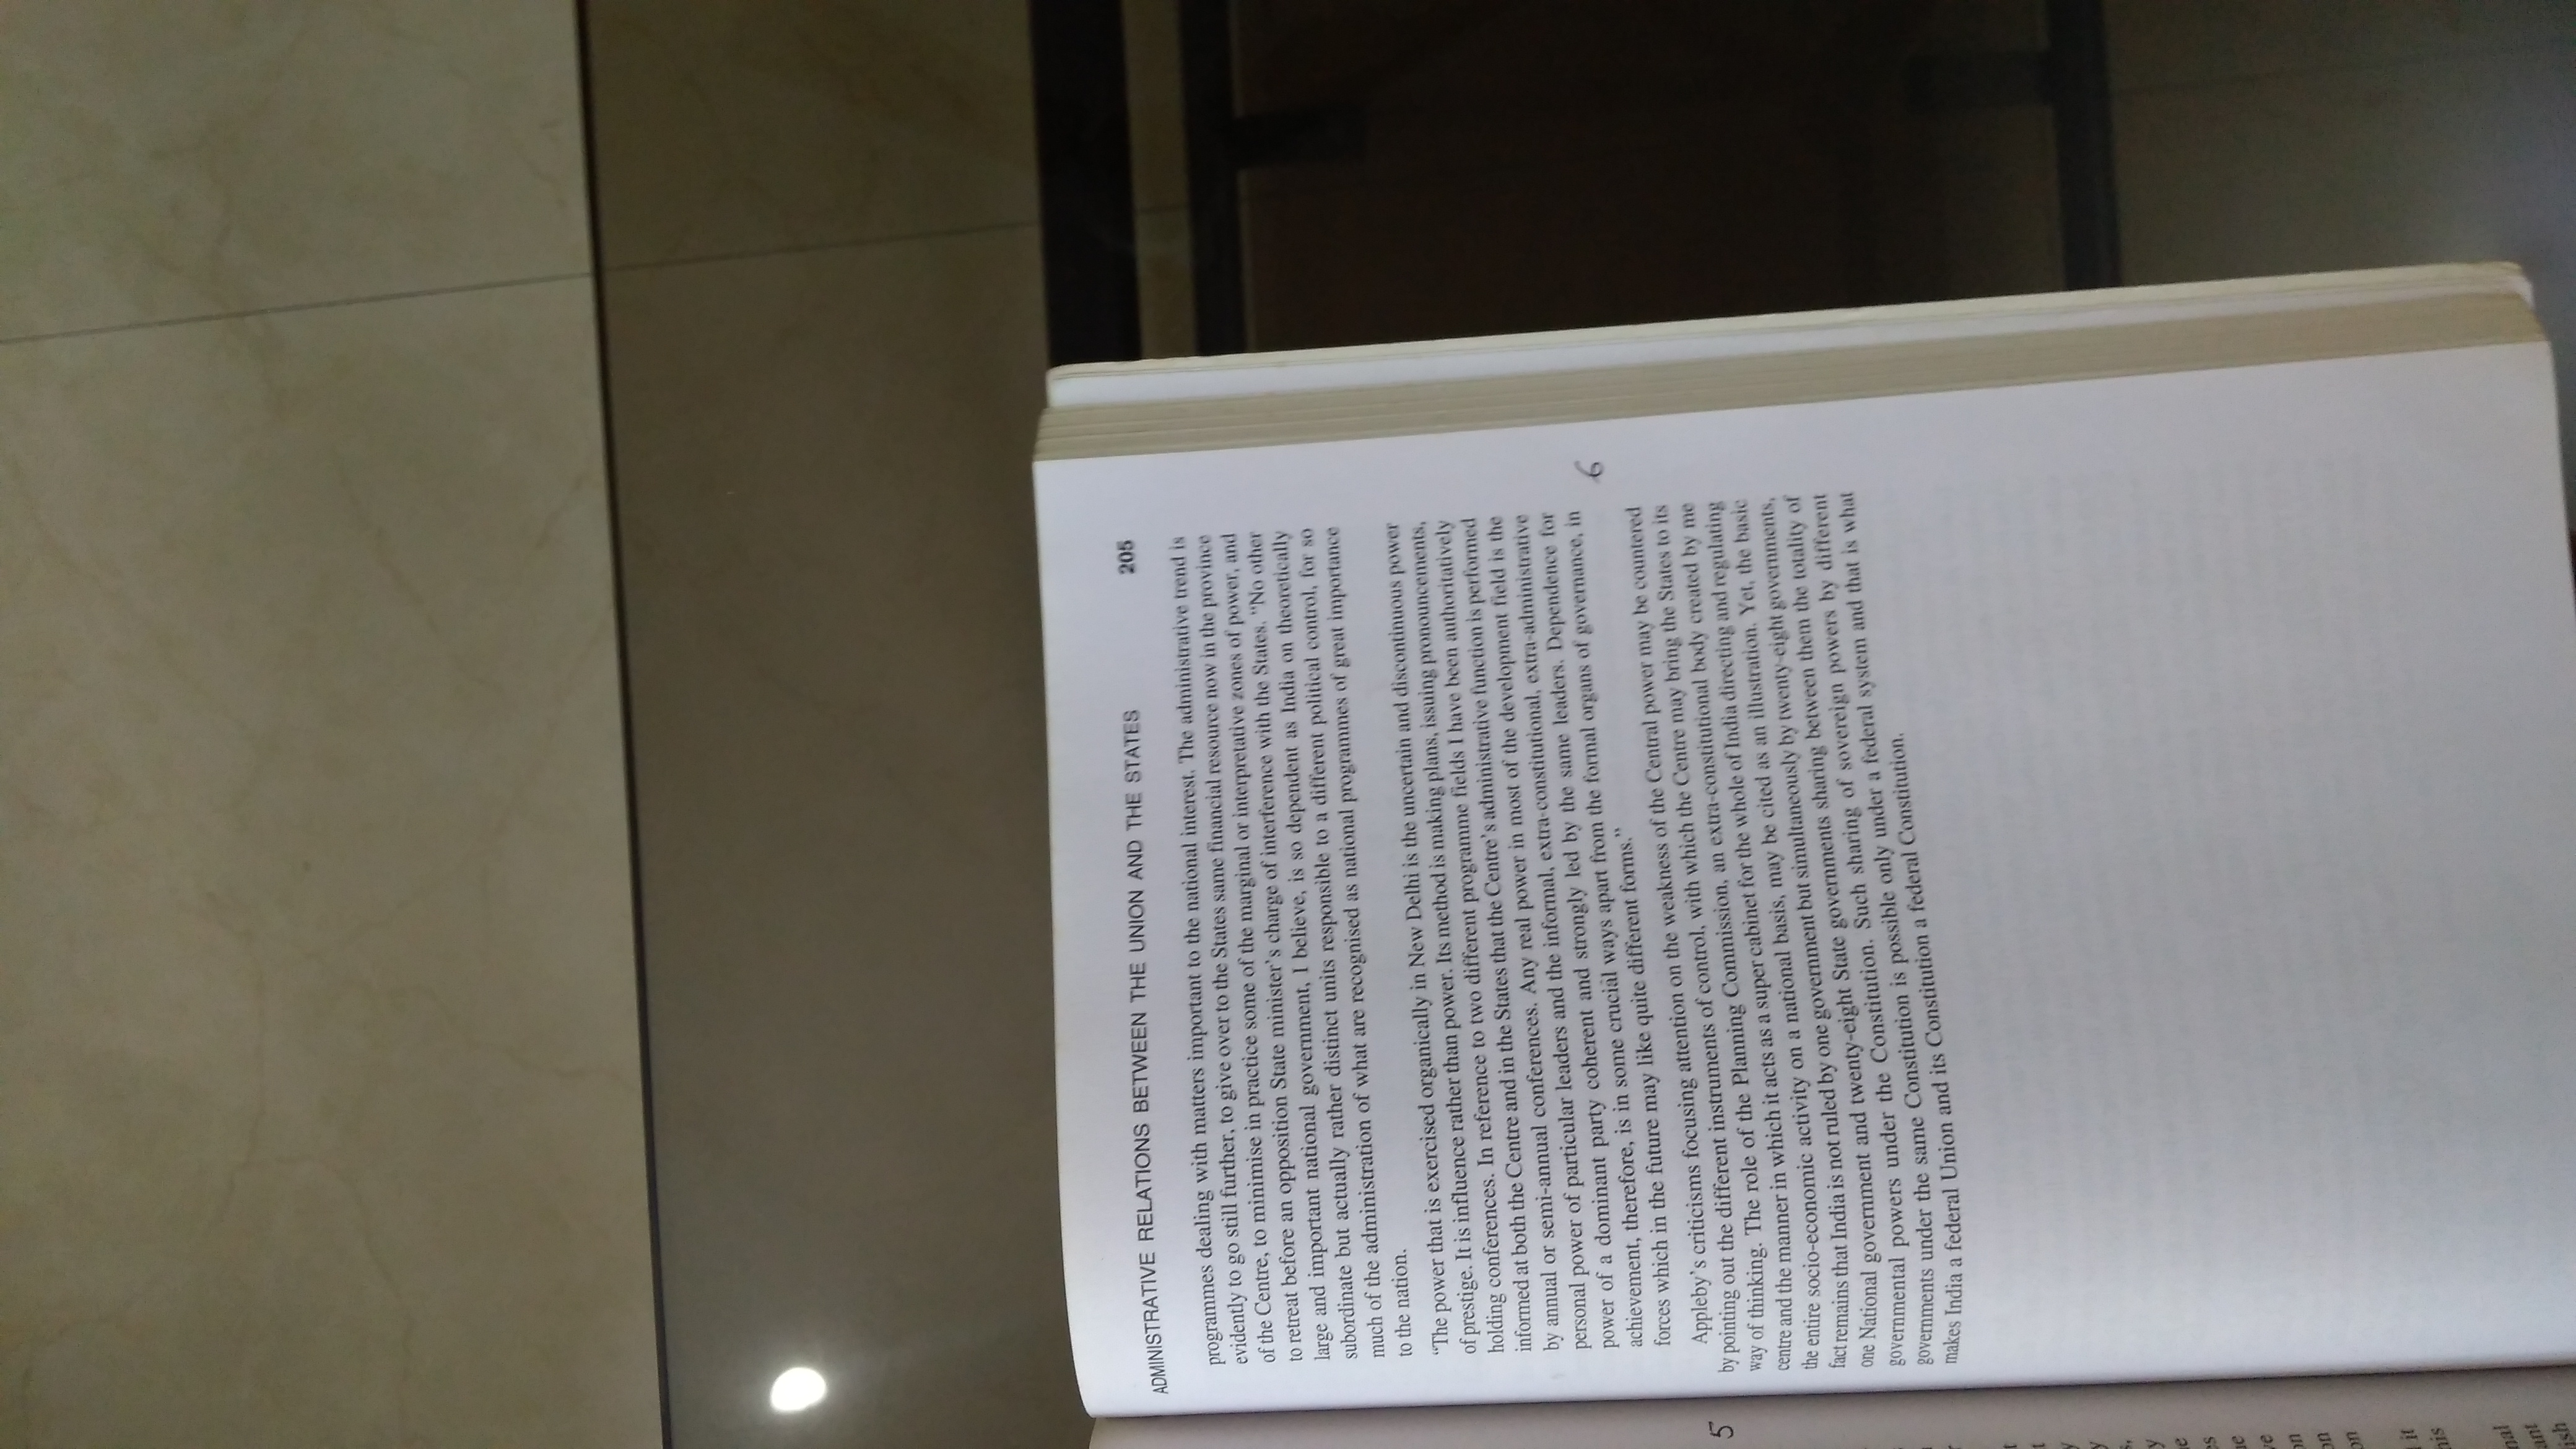 ADMINISTRATIVE RELATIONS BETWEEN THE UNION AND THE STATES 205
programmes dealing with matters important to the national interest. The administrative trend is
evidently to go still further, to give over to the States same financial resource now in the province
of the Centre, to minimise in practice some of the marginal or interpretative zones of power, and
to retreat before an opposition State minister's charge of interference with the States. “No other
large and important national government, I believe, is so dependent as India on theoretically
subordinate but actually rather distinct units responsible to a different political control, for so
much of the administration of what are recognised as national programmes of great importance
to the nation.
“The power that is exercised organically in New Delhi is the uncertain and discontinuous power
of prestige. It is influence rather than power. Its method is making plans, issuing pronouncements,
holding conferences. In reference to two different programme fields I have been authoritatively
informed at both the Centre and in the States that the Centre's administrative function is performed
by annual or semi-annual conferences. Any real power in most of the development field is the
personal power of particular leaders and the informal, extra-constitutional, extra-administrative
power of a dominant party coherent and strongly led by the same leaders. Dependence for
achievement, therefore, is in some crucial ways apart from the formal organs of governance, in
forces which in the future may like quite different forms.”
6
Appleby's criticisms focusing attention on the weakness of the Central power may be countered
by pointing out the different instruments of control, with which the Centre may bring the States to its
way of thinking. The role of the Planning Commission, an extra-constitutional body created by me
centre and the manner in which it acts as a super cabinet for the whole of India directing and regulating
the entire socio-economic activity on a national basis, may be cited as an illustration. Yet, the basic
fact remains that India is not ruled by one government but simultaneously by twenty-eight governments,
one National government and twenty-eight State governments sharing between them the totality of
governmental powers under the Constitution. Such sharing of sovereign powers by different
governments under the same Constitution is possible only under a federal system and that is what
makes India a federal Union and its Constitution a federal Constitution.
5